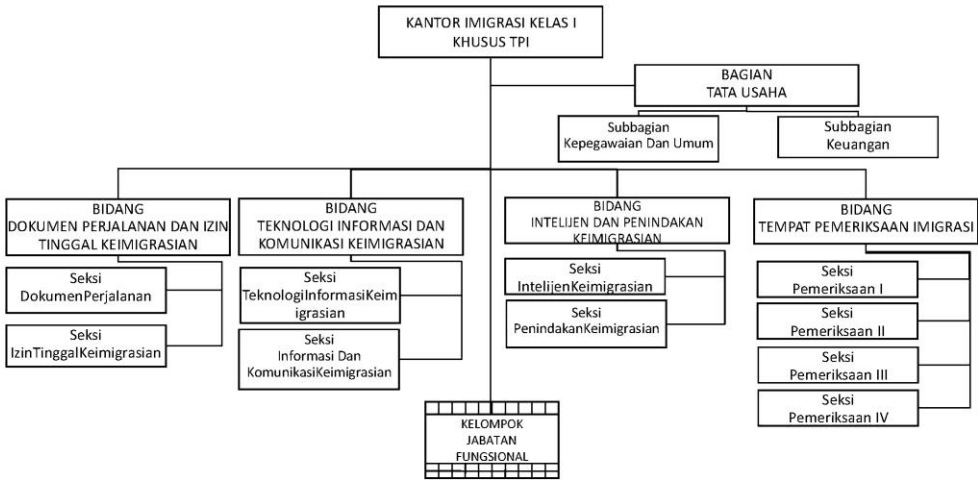 KANTOR IMIGRASI KELAS I
KHUSUS TPI
BAGIAN
TATA USAHA
Subbagian
Kepegawaian Dan Umum
Subbagian
Keuangan
BIDANG
DOKUMEN PERJALANAN DAN IZIN
TINGGAL KEIMIGRASIAN
Seksi
DokumenPerjalanan
Seksi
IzinTinggalKeimigrasian
BIDANG
TEKNOLOGI INFORMASI DAN
KOMUNIKASI KEIMIGRASIAN
Seksi
TeknologiInformasiKeim
igrasian
Seksi
Informasi Dan
KomunikasiKeimigrasian
BIDANG
INTELIJEN DAN PENINDAKAN
KEIMIGRASIAN
Seksi
IntelijenKeimigrasian
Seksi
PenindakanKeimigrasian
BIDANG
TEMPAT PEMERIKSAAN IMIGRASI
Seksi
Pemeriksaan I
Seksi
Pemeriksaan II
Seksi
Pemeriksaan III
Seksi
Pemeriksaan IV
KELOMPOK
JABATAN
FUNGSIONAL